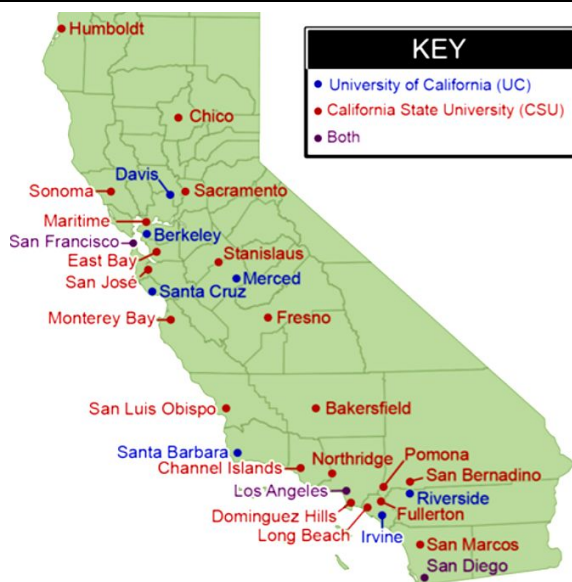 Humboldt
KEY
University of California (UC)
California State University (CSU)
Both
Chico
Davis
Sonoma
Sacramento
Maritime
San Francisco
Berkeley
East Bay
Stanislaus
San José
Merced
Santa Cruz
Monterey Bay
Fresno
San Luis Obispo
Bakersfield
Santa Barbara
Channel Islands
Northridge
Pomona
San Bernadino
Los Angeles
Riverside
Dominguez Hills
Fullerton
Long Beach
Irvine
San Marcos
San Diego